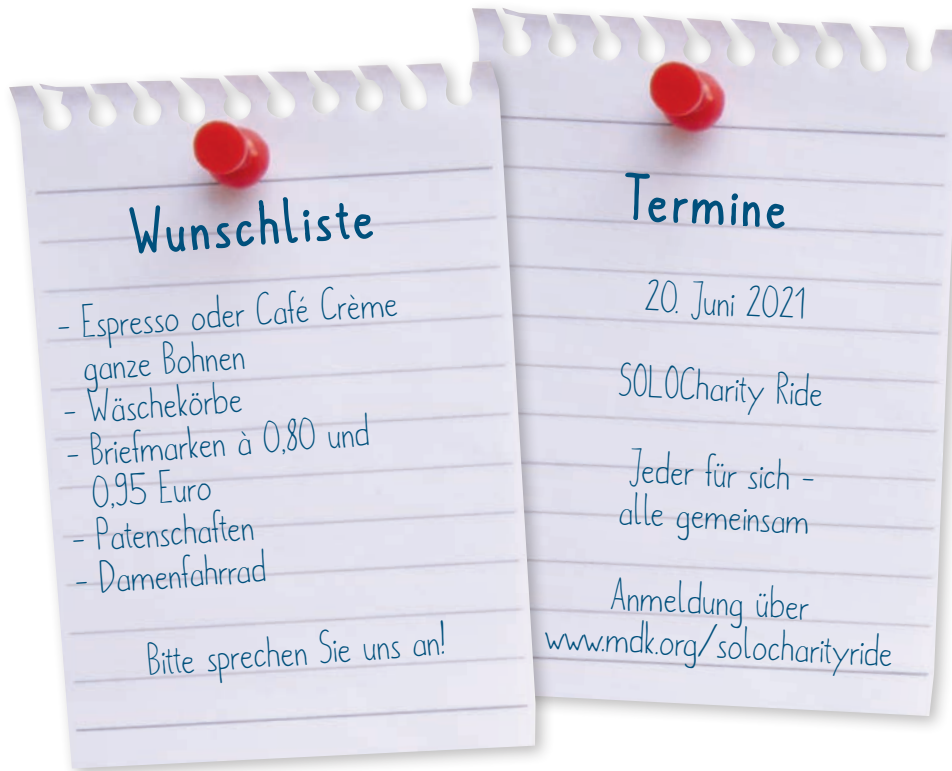 Wunschliste
- Espresso oder Café Crème
ganze Bohnen
- Wäschekörbe
- Briefmarken à 0,80 und
0,95 Euro
- Patenschaften
- Damenfahrrad
Bitte sprechen Sie uns an!
Termine
20. Juni 2021
SOLOCharity Ride
Jeder für sich -
alle gemeinsam
Anmeldung über
www.mdk.org/solocharityride